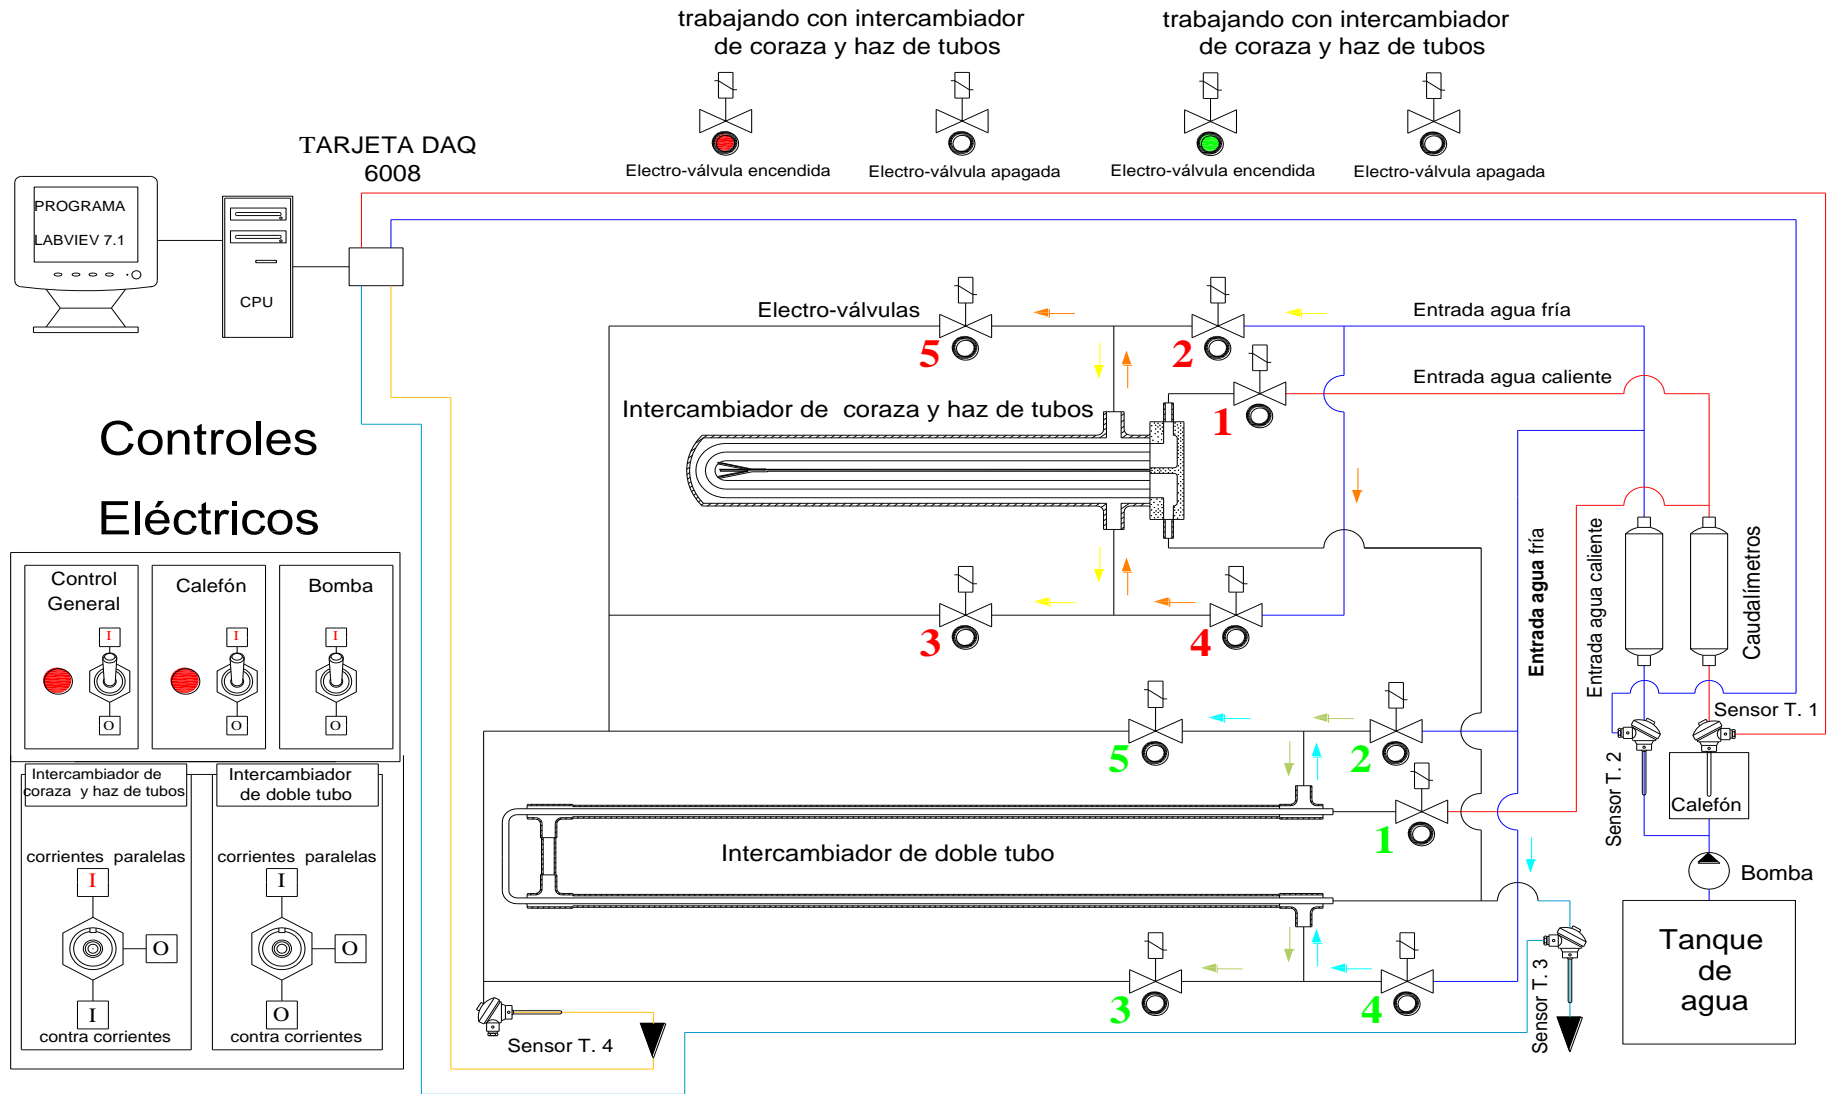 trabajando con intercambiador
de coraza y haz de tubos
trabajando con intercambiador
de coraza y haz de tubos
Electro-válvula encendida
Electro-válvula apagada
Electro-válvula encendida
Electro-válvula apagada
TARJETA DAQ
6008
PROGRAMA
LABVIEV 7.1
CPU
Electro-válvulas
5
2
Entrada agua fría
1
Entrada agua caliente
Intercambiador de coraza y haz de tubos
3
4
Controles
Eléctricos
Control
General
I
O
Calefón
I
O
Bomba
I
O
Intercambiador de
coraza y haz de tubos
corrientes paralelas
I
O
I
contra corrientes
Intercambiador
de doble tubo
corrientes paralelas
I
O
O
contra corrientes
Entrada agua fría
Entrada agua caliente
Caudalímetros
Sensor T. 1
Sensor T. 2
Calefón
Bomba
Tanque
de
agua
5
2
1
Intercambiador de doble tubo
3
4
Sensor T. 3
Sensor T. 4